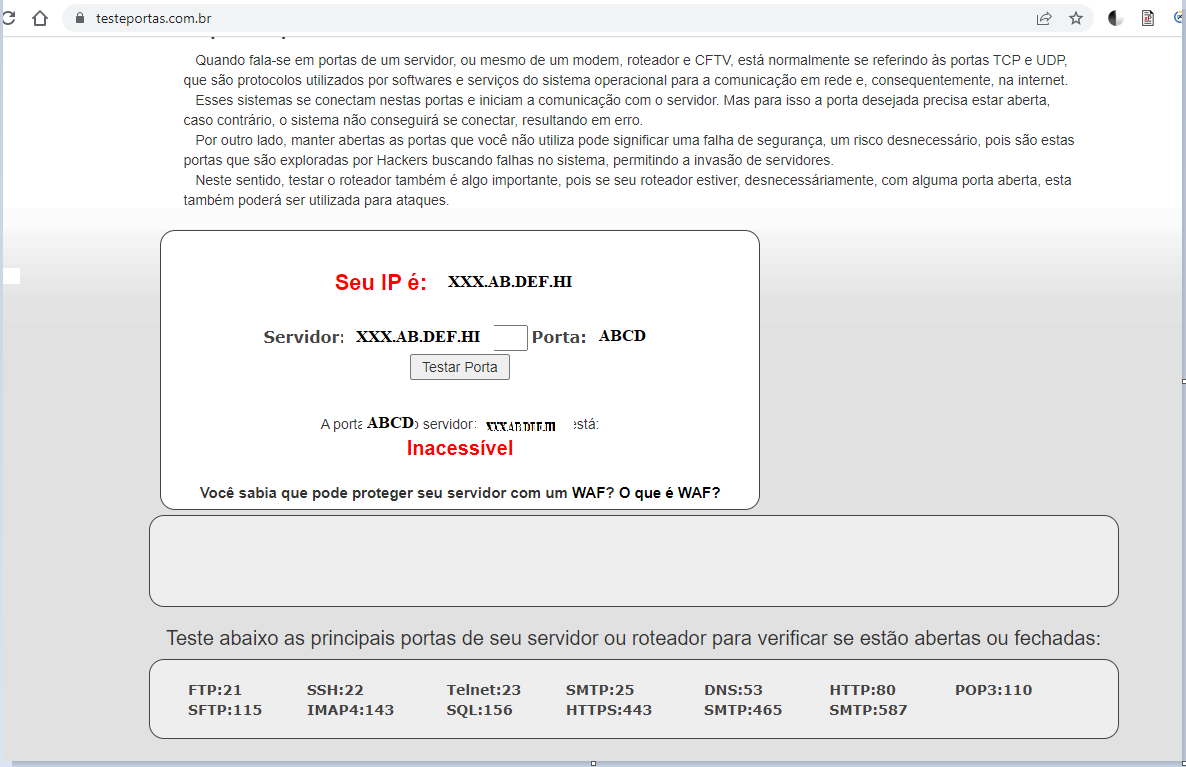 testeportas.com.br
Quando fala-se em portas de um servidor, ou mesmo de um modem, roteador e CFTV, está normalmente se referindo às portas TCP e UDP,
que são protocolos utilizados por softwares e serviços do sistema operacional para a comunicação em rede e, consequentemente, na internet.
Esses sistemas se conectam nestas portas e iniciam a comunicação com o servidor. Mas para isso a porta desejada precisa estar aberta,
caso contrário, o sistema não conseguirá se conectar, resultando em erro.
Por outro lado, manter abertas as portas que você não utiliza pode significar uma falha de segurança, um risco desnecessário, pois são estas
portas que são exploradas por Hackers buscando falhas no sistema, permitindo a invasão de servidores.
Neste sentido, testar o roteador também é algo importante, pois se seu roteador estiver, desnecessáriamente, com alguma porta aberta, esta
também poderá ser utilizada para ataques.
Seu IP é: XXX.AB.DEF.HI
Servidor: XXX.AB.DEF.HI Porta: ABCD
Testar Porta
A porta ABCD o servidor: XXX.AB.DEF.HI stá:
Inacessível
Você sabia que pode proteger seu servidor com um WAF? O que é WAF?
Teste abaixo as principais portas de seu servidor ou roteador para verificar se estão abertas ou fechadas:
FTP:21 SSH:22 Telnet:23 SMTP:25 DNS:53 HTTP:80 POP3:110
SFTP:115 IMAP4:143 SQL:156 HTTPS:443 SMTP:465 SMTP:587